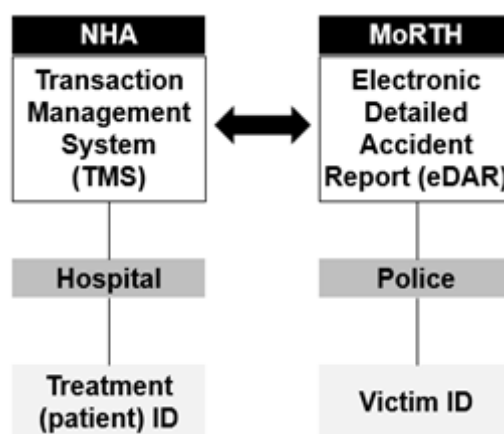 NHA
Transaction
Management
System
(TMS)
Hospital
Treatment
(patient) ID
MoRTH
Electronic
Detailed
Accident
Report (eDAR)
Police
Victim ID